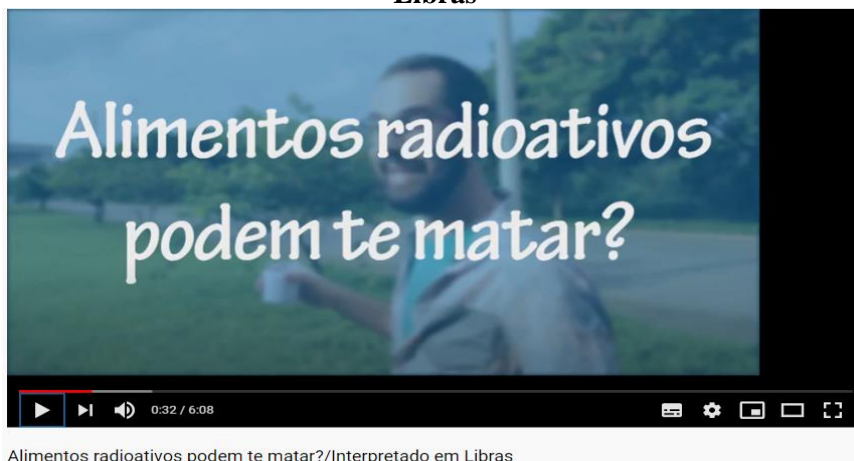 Libras
Alimentos radioativos
podem te matar?
0:32 / 6:08
Alimentos radioativos podem te matar?/Interpretado em Libras